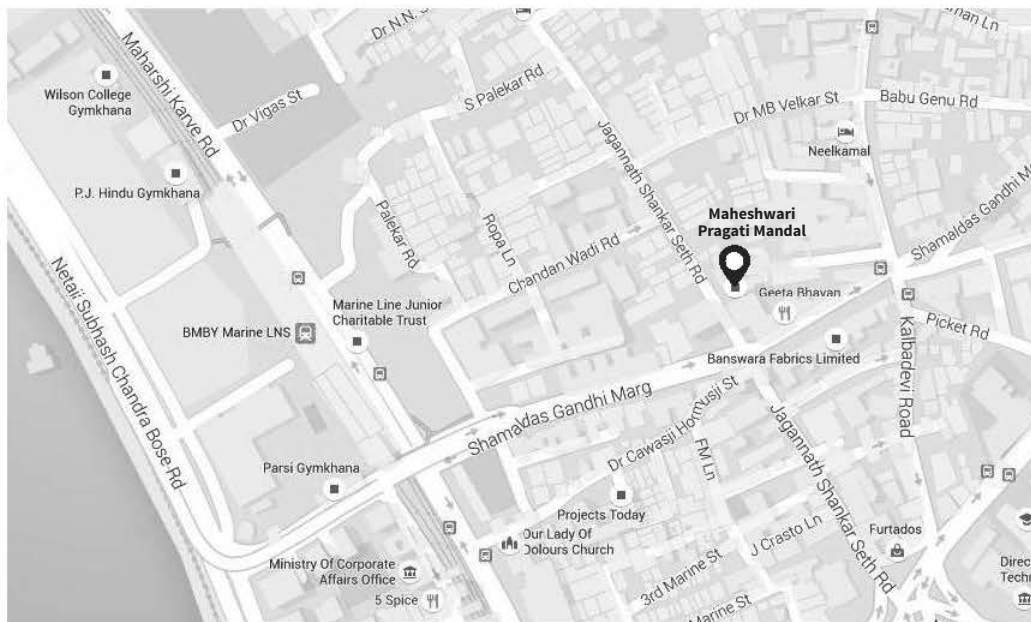 Dr N.N.
Maharshi Karve Rd
Wilson College
Gymkhana
Dr Vigas St
S Palekar Rd
Jagannath Shankar Seth Rd
Dr MB Velkar St
Babu Genu Rd
Neelkamal
P.J. Hindu Gymkhana
Palekar Rd
Ropa Ln
Chandan Wadi Rd
Maheshwari
Pragati Mandal
Shamaldas Gandhi
Geeta Bhavan
Netaji Subhash Chandra Bose Rd
Marine Line Junior
Charitable Trust
BMBY Marine LNS
Banswara Fabrics Limited
Picket Rd
Kalbadevi Road
Shamaldas Gandhi Marg
Dr Cawasji Hormusji St
FM Ln
Jagannath Shankar Seth Rd
Parsi Gymkhana
Projects Today
Our Lady Of
Dolours Church
J Crasto Ln
Furtados
Ministry Of Corporate
Affairs Office
5 Spice
3rd Marine St
Marine St